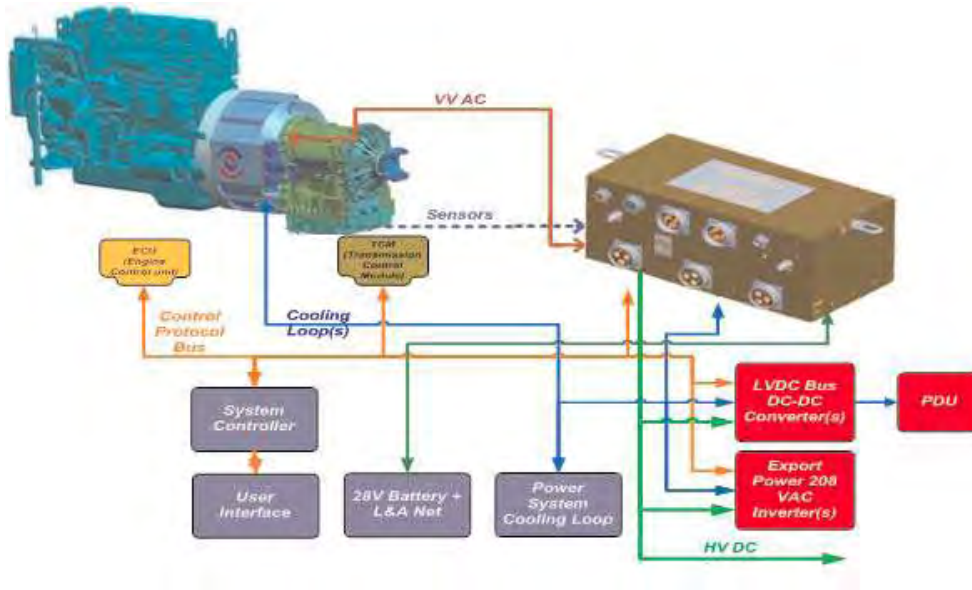 VV AC
Sensors
ECU
(Engine
Control unit)
TCM
(Transmission
Control
Module)
Control
Protocol
Bus
Cooling
Loop(s)
System
Controller
User
Interface
28V Battery +
L&A Net
Power
System
Cooling Loop
LVDC Bus
DC-DC
Converter(s)
PDU
Export
Power 208
VAC
Inverter(s)
HV DC